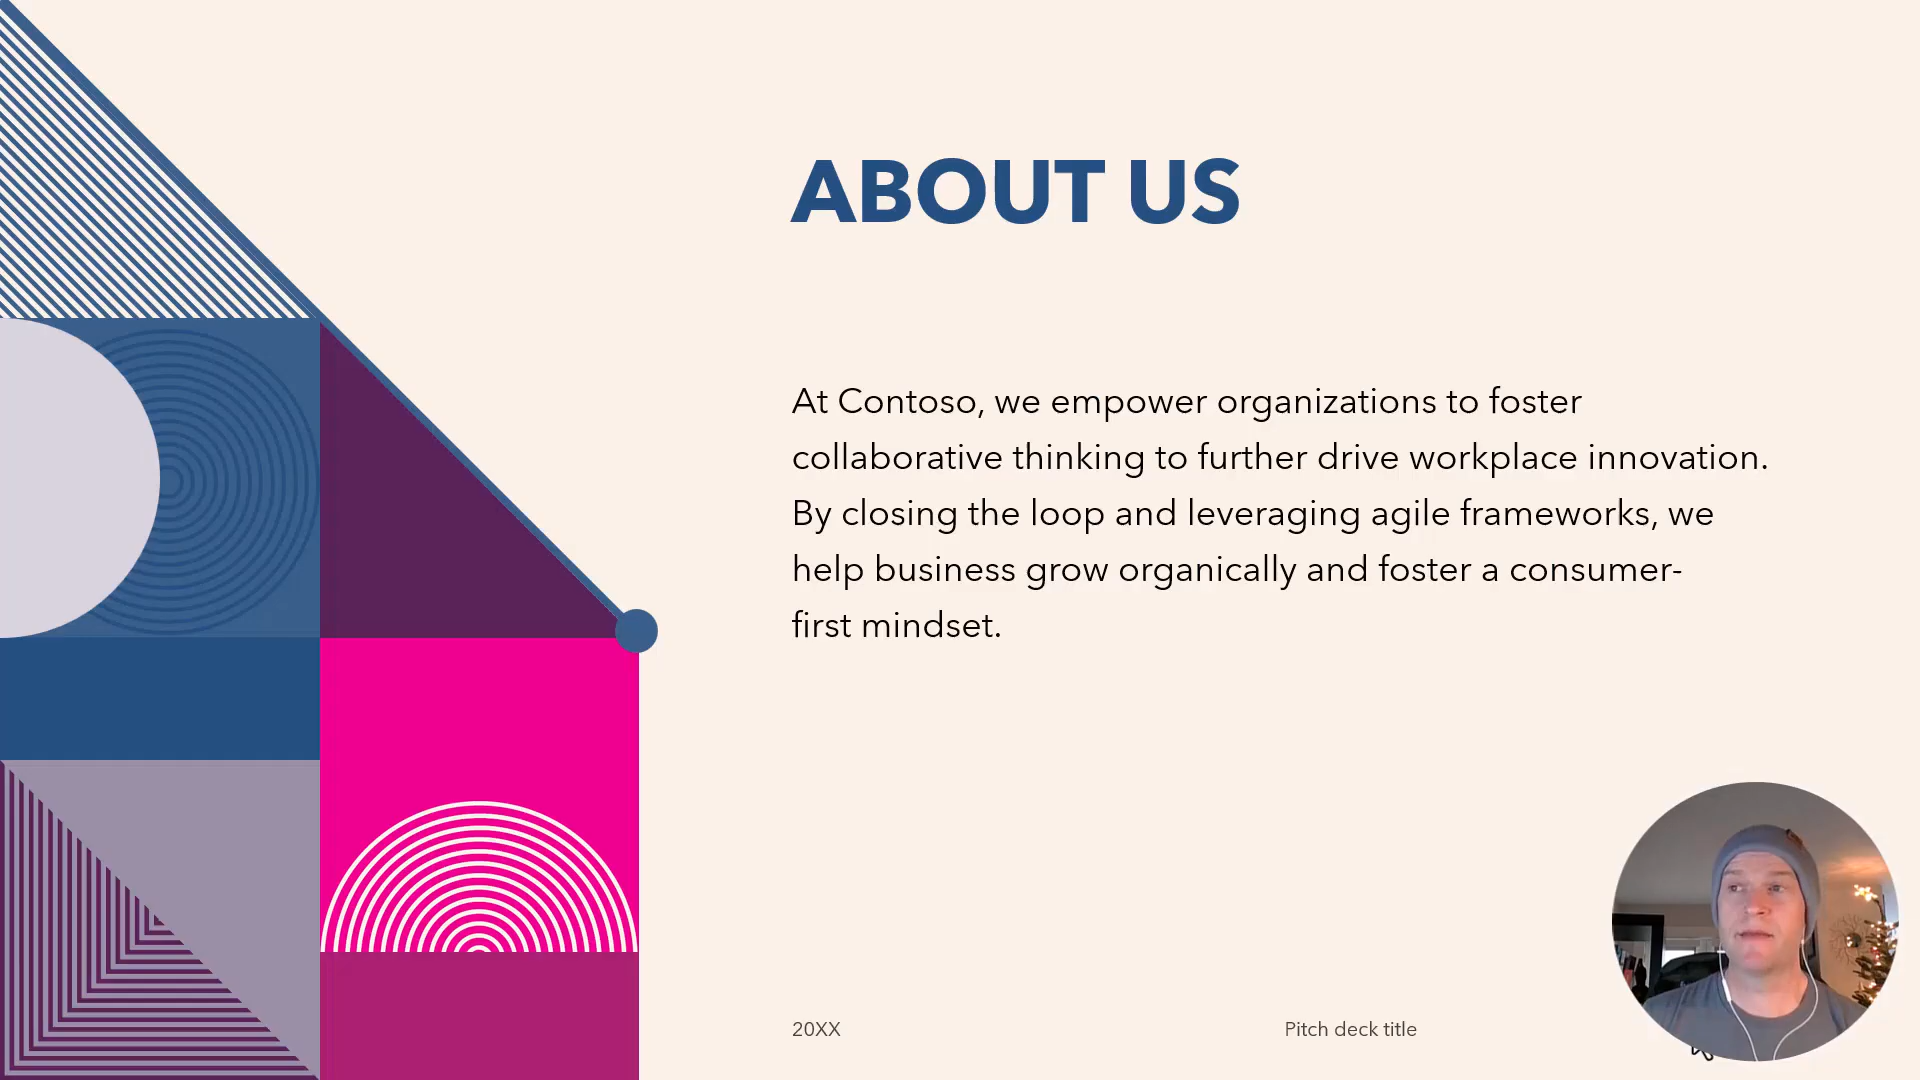 ABOUT US
At Contoso, we empower organizations to foster
collaborative thinking to further drive workplace innovation.
By closing the loop and leveraging agile frameworks, we
help business grow organically and foster a consumer-
first mindset.
20XX
Pitch deck title